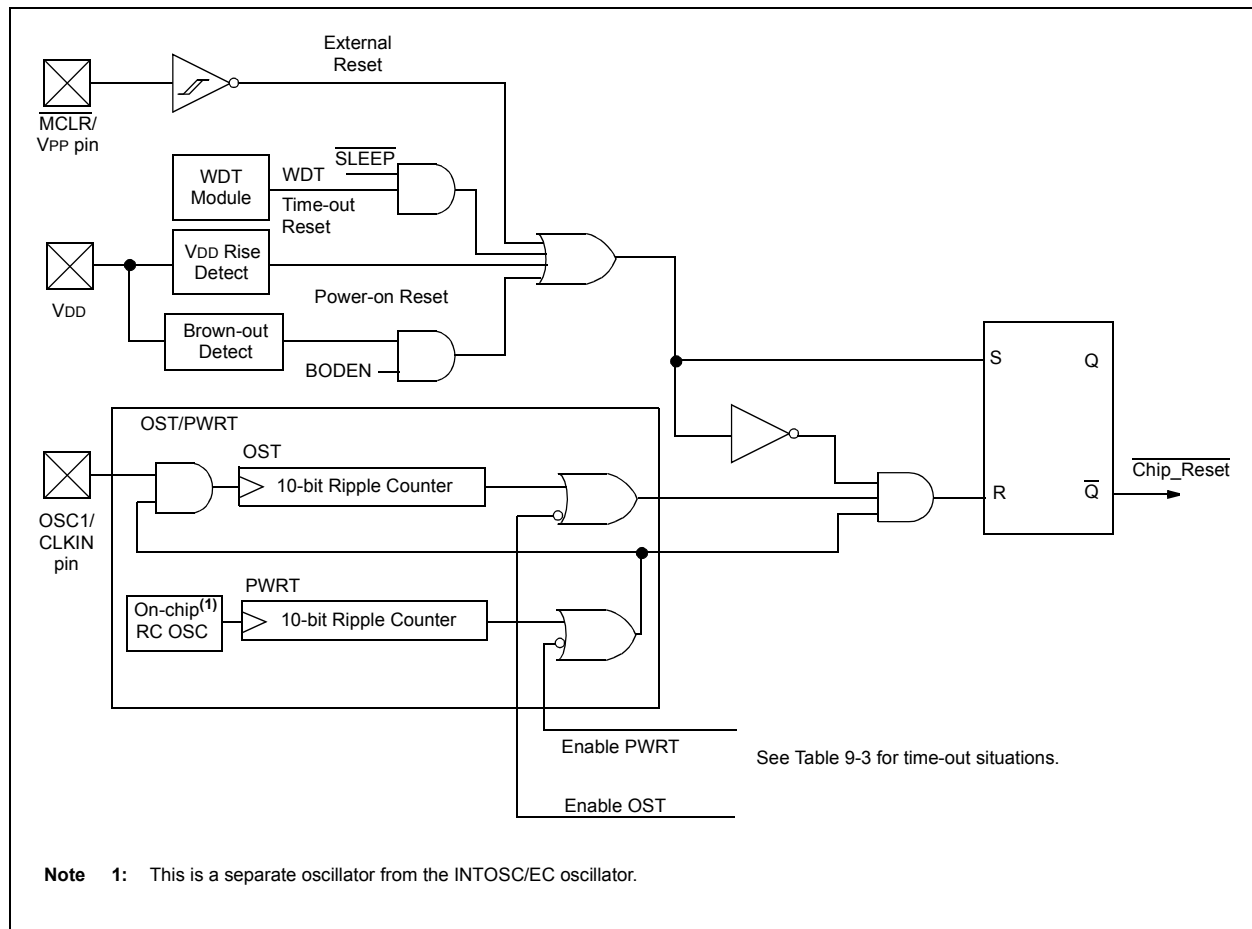 External
Reset
MCLR/
VPP pin
SLEEP
WDT
Module
WDT
Time-out
Reset
VDD Rise
Detect
VDD
Power-on Reset
Brown-out
Detect
BODEN
S
Q
OST/PWRT
OST
10-bit Ripple Counter
OSC1/
CLKIN
pin
R
Q
Chip_Reset
PWRT
On-chip(1)
RC OSC
10-bit Ripple Counter
Enable PWRT
See Table 9-3 for time-out situations.
Enable OST
Note 1: This is a separate oscillator from the INTOSC/EC oscillator.